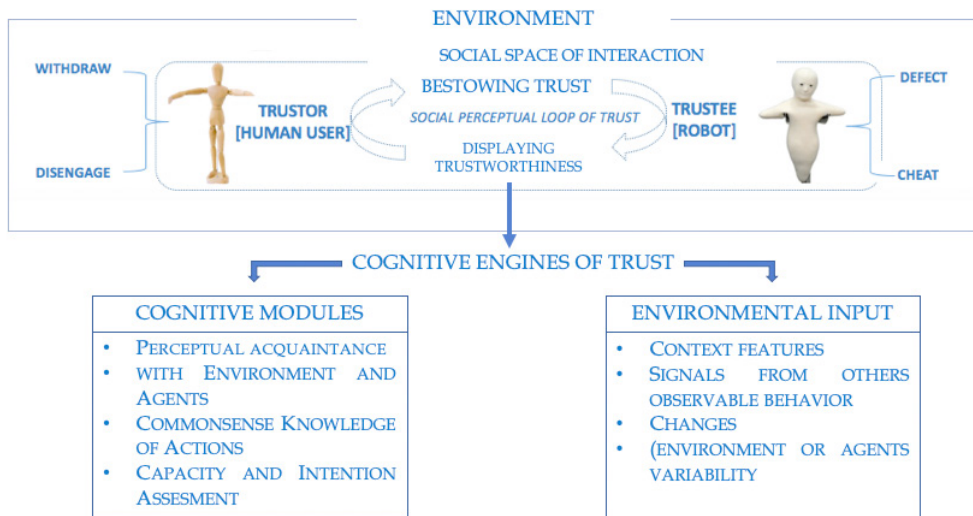 ENVIRONMENT
SOCIAL SPACE OF INTERACTION
WITHDRAW
BESTOWING TRUST
DEFECT
TRUSTOR
[HUMAN USER]
SOCIAL PERCEPTUAL LOOP OF TRUST
TRUSTEE
[ROBOT]
DISPLAYING
TRUSTWORTHINESS
DISENGAGE
CHEAT
COGNITIVE ENGINES OF TRUST
COGNITIVE MODULES
• PERCEPTUAL ACQUAINTANCE
• WITH ENVIRONMENT AND
AGENTS
• COMMONSENSE KNOWLEDGE
OF ACTIONS
• CAPACITY AND INTENTION
ASSESMENT
ENVIRONMENTAL INPUT
• CONTEXT FEATURES
• SIGNALS FROM OTHERS
OBSERVABLE BEHAVIOR
• CHANGES
• (ENVIRONMENT OR AGENTS
VARIABILITY